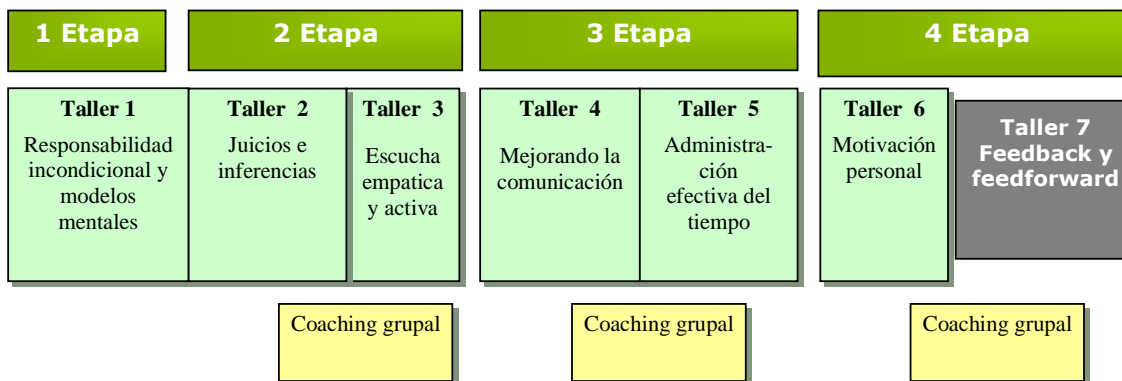 1 Etapa
2 Etapa
3 Etapa
4 Etapa
Taller 1
Responsabilidad
incondicional y
modelos
mentales
Taller  2
Juicios e
inferencias
Taller  3
Escucha
empatica
y activa
Taller  4
Mejorando la
comunicación
Taller  5
Administra-
ción
efectiva del
tiempo
Taller  6
Motivación
personal
Taller 7
Feedback y
feedforward
Coaching grupal
Coaching grupal
Coaching grupal